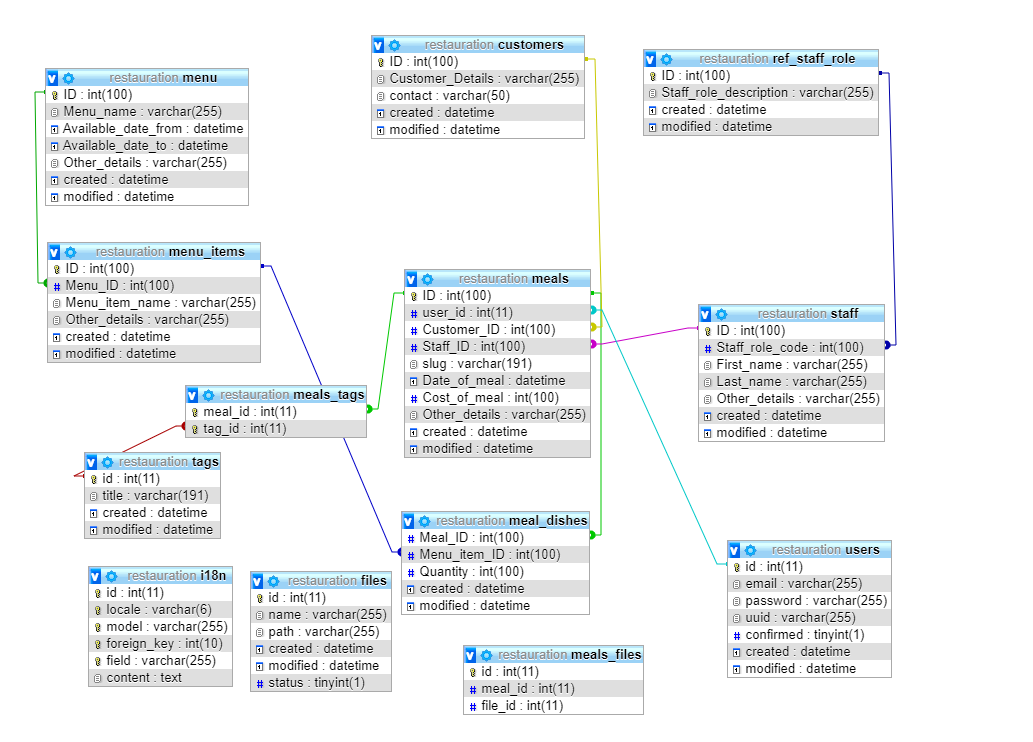 restauration menu
ID : int(100)
Menu_name : varchar(255)
Available_date_from : datetime
Available_date_to : datetime
Other_details : varchar(255)
created : datetime
modified : datetime
restauration customers
ID : int(100)
Customer_Details : varchar(255)
contact : varchar(50)
created : datetime
modified : datetime
restauration ref_staff_role
ID : int(100)
Staff_role_description : varchar(255)
created : datetime
modified : datetime
restauration menu_items
ID : int(100)
Menu_ID : int(100)
Menu_item_name : varchar(255)
Other_details : varchar(255)
created : datetime
modified : datetime
restauration meals
ID : int(100)
user_id : int(11)
Customer_ID : int(100)
Staff_ID : int(100)
slug : varchar(191)
Date_of_meal : datetime
Cost_of_meal : int(100)
Other_details : varchar(255)
created : datetime
modified : datetime
restauration staff
ID : int(100)
Staff_role_code : int(100)
First_name : varchar(255)
Last_name : varchar(255)
Other_details : varchar(255)
created : datetime
modified : datetime
restauration meals_tags
meal_id : int(11)
tag_id : int(11)
restauration tags
id : int(11)
title : varchar(191)
created : datetime
modified : datetime
restauration meal_dishes
Meal_ID : int(100)
Menu_item_ID : int(100)
Quantity : int(100)
created : datetime
modified : datetime
restauration users
id : int(11)
email : varchar(255)
password : varchar(255)
uuid : varchar(255)
confirmed : tinyint(1)
created : datetime
modified : datetime
restauration i18n
id : int(11)
locale : varchar(6)
model : varchar(255)
foreign_key : int(10)
field : varchar(255)
content : text
restauration files
id : int(11)
name : varchar(255)
path : varchar(255)
created : datetime
modified : datetime
status : tinyint(1)
restauration meals_files
id : int(11)
meal_id : int(11)
file_id : int(11)